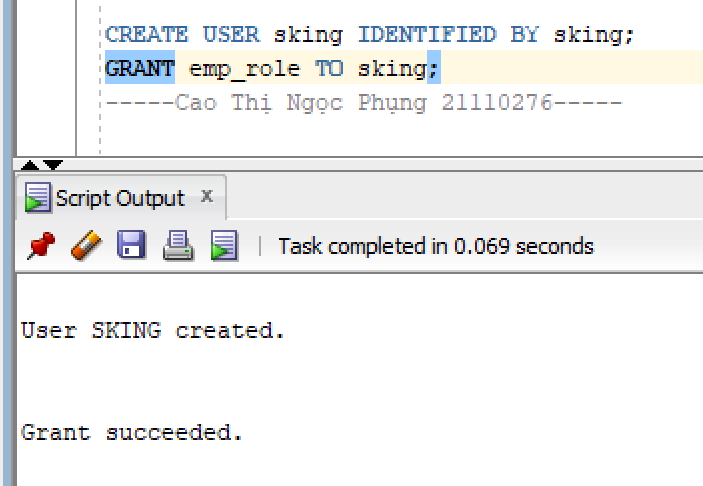 CREATE USER sking IDENTIFIED BY sking;
GRANT emp_role TO sking;
-----Cao Thị Ngọc Phụng 21110276-----
Script Output x
Task completed in 0.069 seconds
User SKING created.
Grant succeeded.